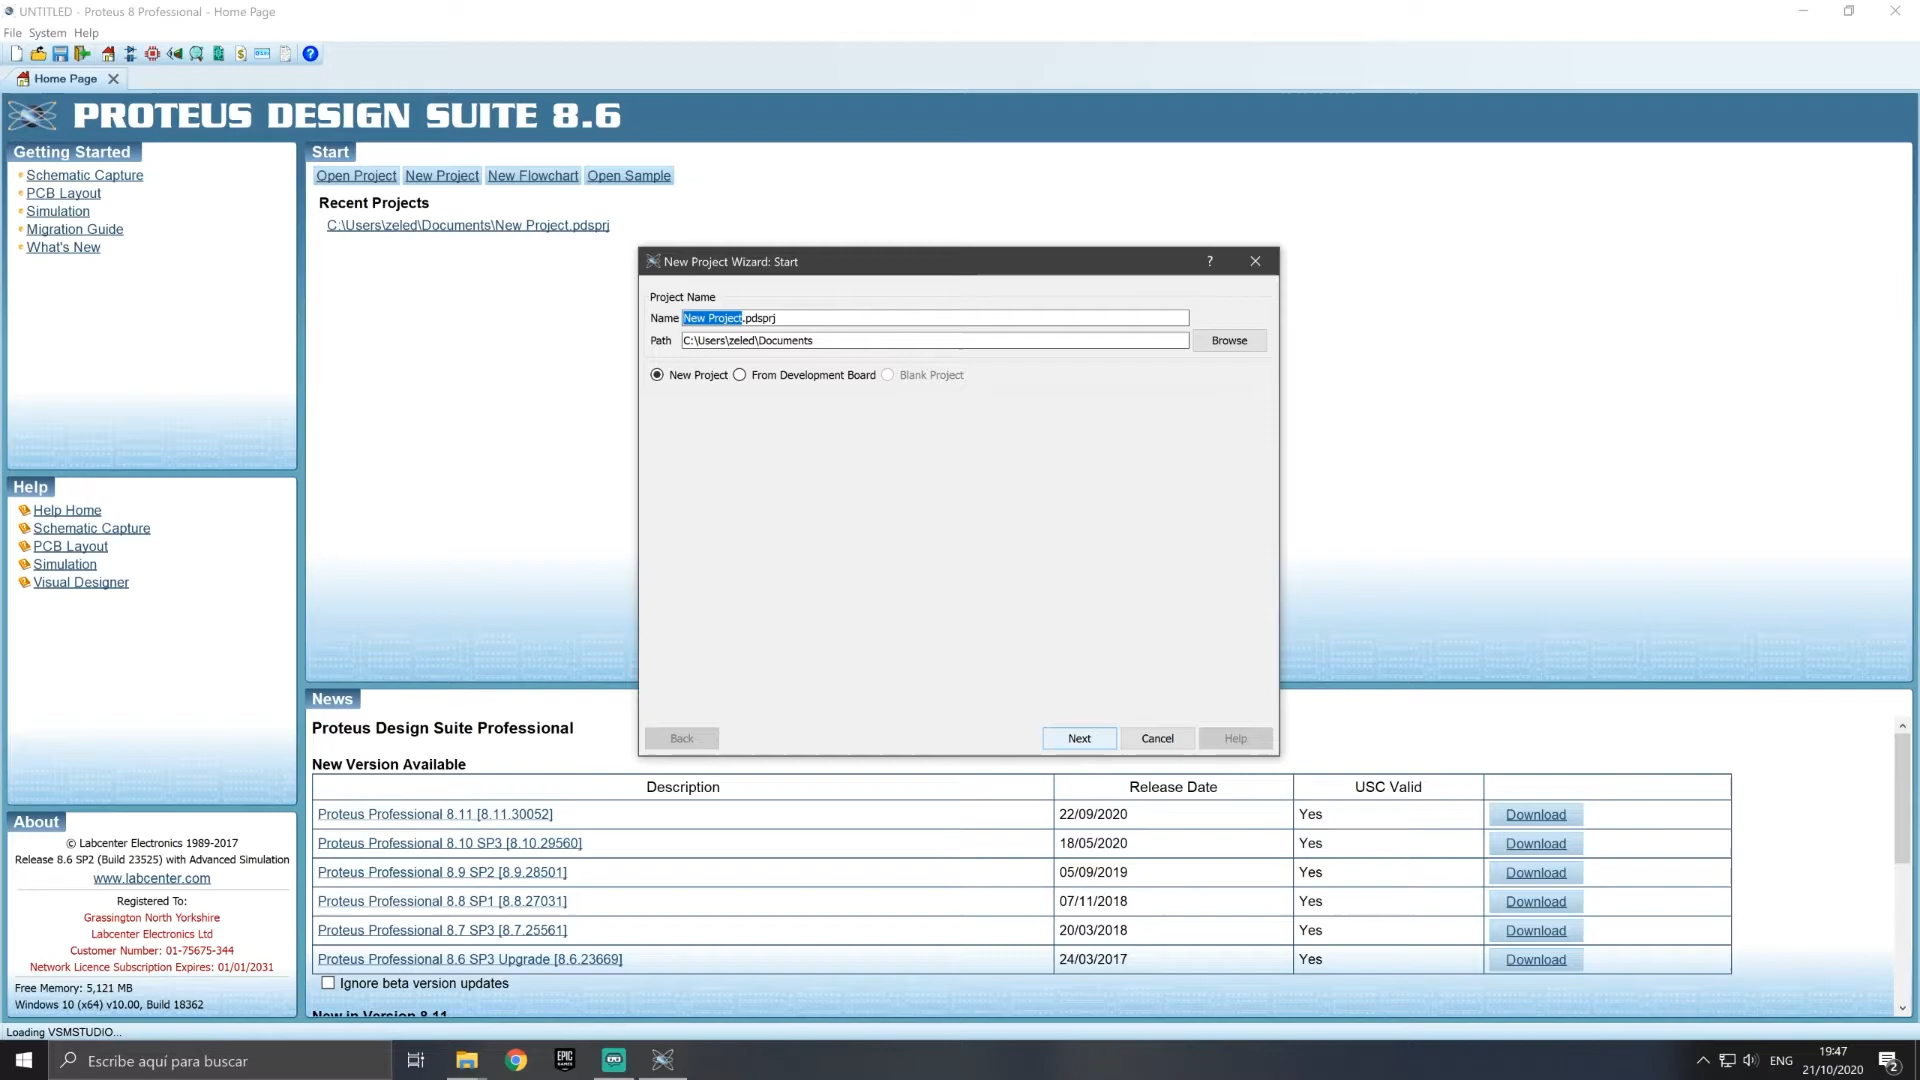 UNTITLED - Proteus 8 Professional - Home Page
File System Help
Home Page
PROTEUS DESIGN SUITE 8.6
Getting Started
Schematic Capture
PCB Layout
Simulation
Migration Guide
What's New
Start
Open Project New Project New Flowchart Open Sample
Recent Projects
C:\Users\zeled\Documents\New Project.pdsprj
New Project Wizard: Start
?
Project Name
Name New Project.pdsprj
Path C:\Users\zeled\Documents Browse
New Project From Development Board Blank Project
Back Next Cancel Help
Help
Help Home
Schematic Capture
PCB Layout
Simulation
Visual Designer
News
Proteus Design Suite Professional
New Version Available
Description Release Date USC Valid
Proteus Professional 8.11 [8.11.30052] 22/09/2020 Yes Download
Proteus Professional 8.10 SP3 [8.10.29560] 18/05/2020 Yes Download
Proteus Professional 8.9 SP2 [8.9.28501] 05/09/2019 Yes Download
Proteus Professional 8.8 SP1 [8.8.27031] 07/11/2018 Yes Download
Proteus Professional 8.7 SP3 [8.7.25561] 20/03/2018 Yes Download
Proteus Professional 8.6 SP3 Upgrade [8.6.23669] 24/03/2017 Yes Download
Ignore beta version updates
New in Version 8.11
About
© Labcenter Electronics 1989-2017
Release 8.6 SP2 (Build 23525) with Advanced Simulation
www.labcenter.com
Registered To:
Grassington North Yorkshire
Labcenter Electronics Ltd
Customer Number: 01-75675-344
Network Licence Subscription Expires: 01/01/2031
Free Memory: 5,121 MB
Windows 10 (x64) v10.00, Build 18362
Loading VSMSTUDIO...
Escribe aquí para buscar
EPIC GAMES
ENG
19:47
21/10/2020
2